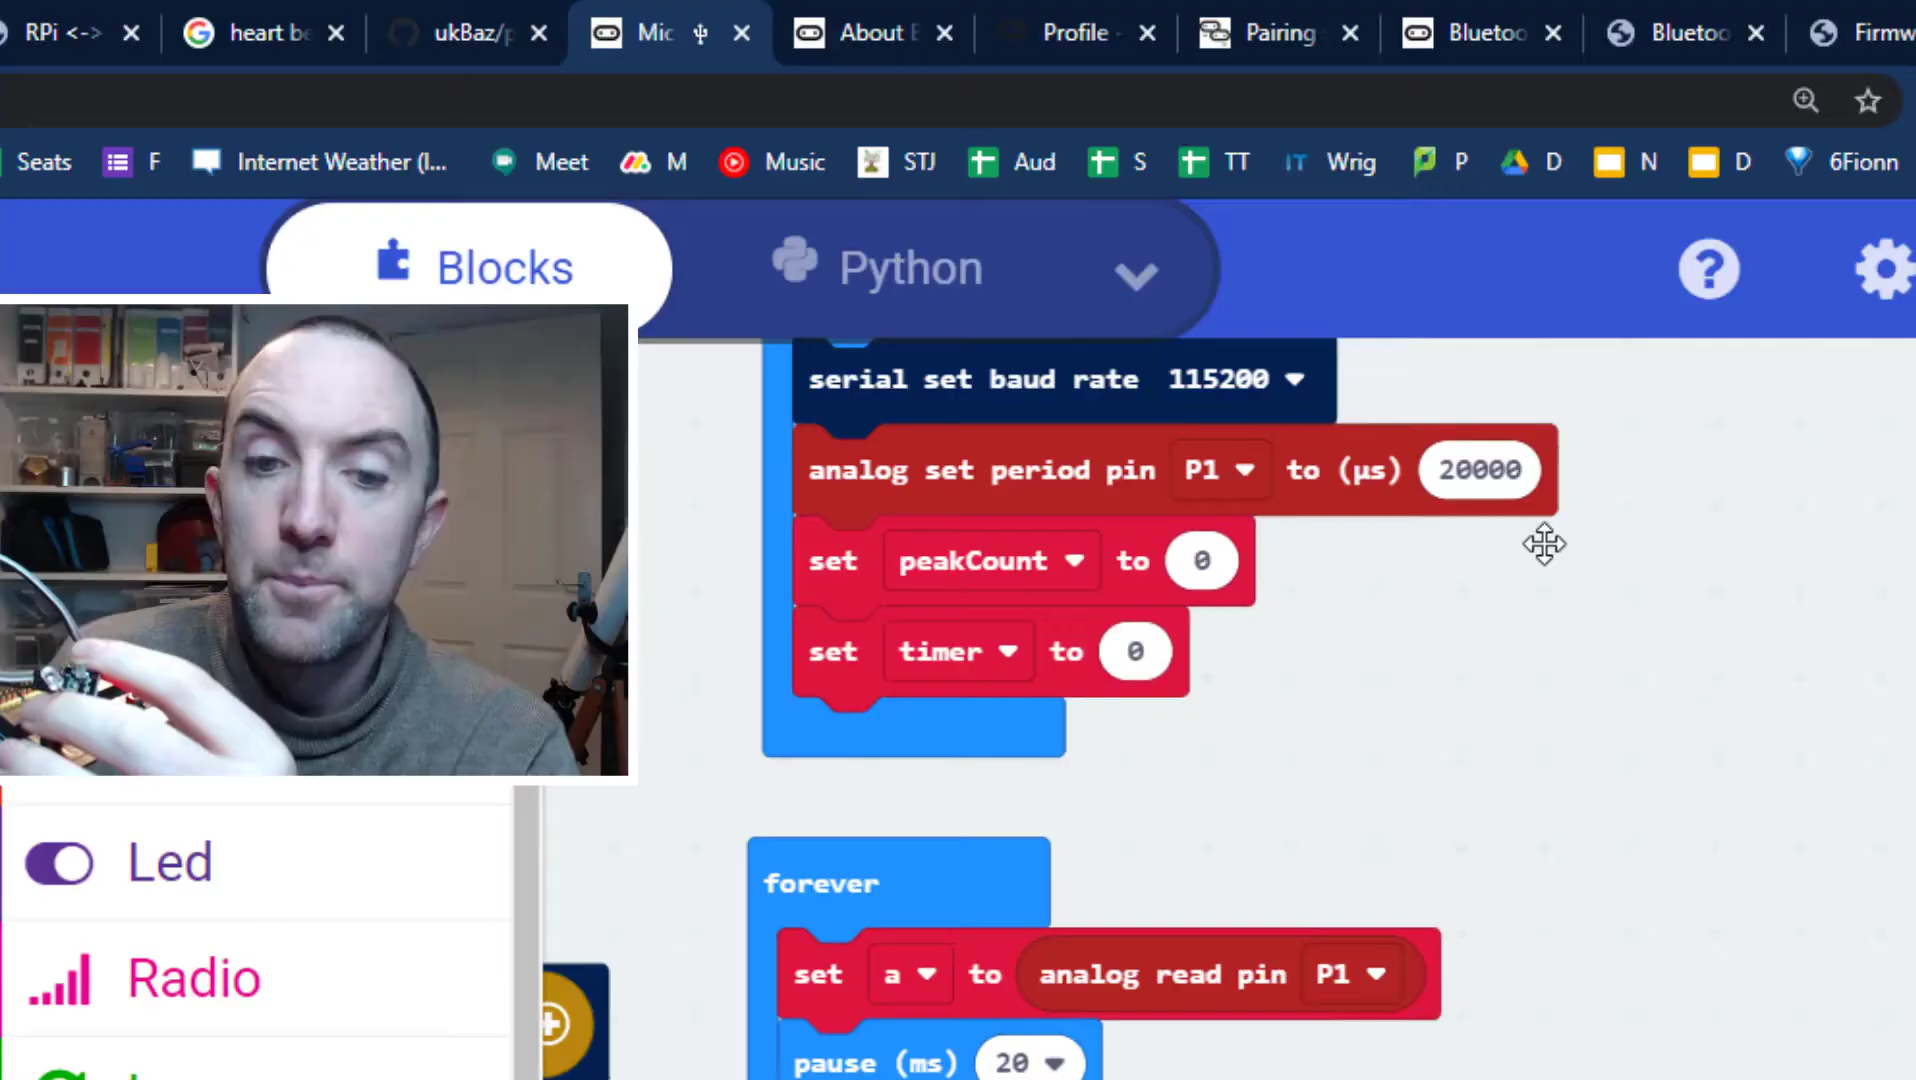 RPi <->
heart be
ukBaz/p
Mic
About B
Profile -
Pairing
Bluetoo
Bluetoo
Firmw
Seats
F
Internet Weather (I...
Meet
M
Music
STJ
Aud
S
TT
IT Wrig
P
D
N
D
6Fionn
Blocks
Python
serial set baud rate 115200
analog set period pin P1 to (µs) 20000
set peakCount to 0
set timer to 0
Led
Radio
forever
set a to analog read pin P1
pause (ms) 20